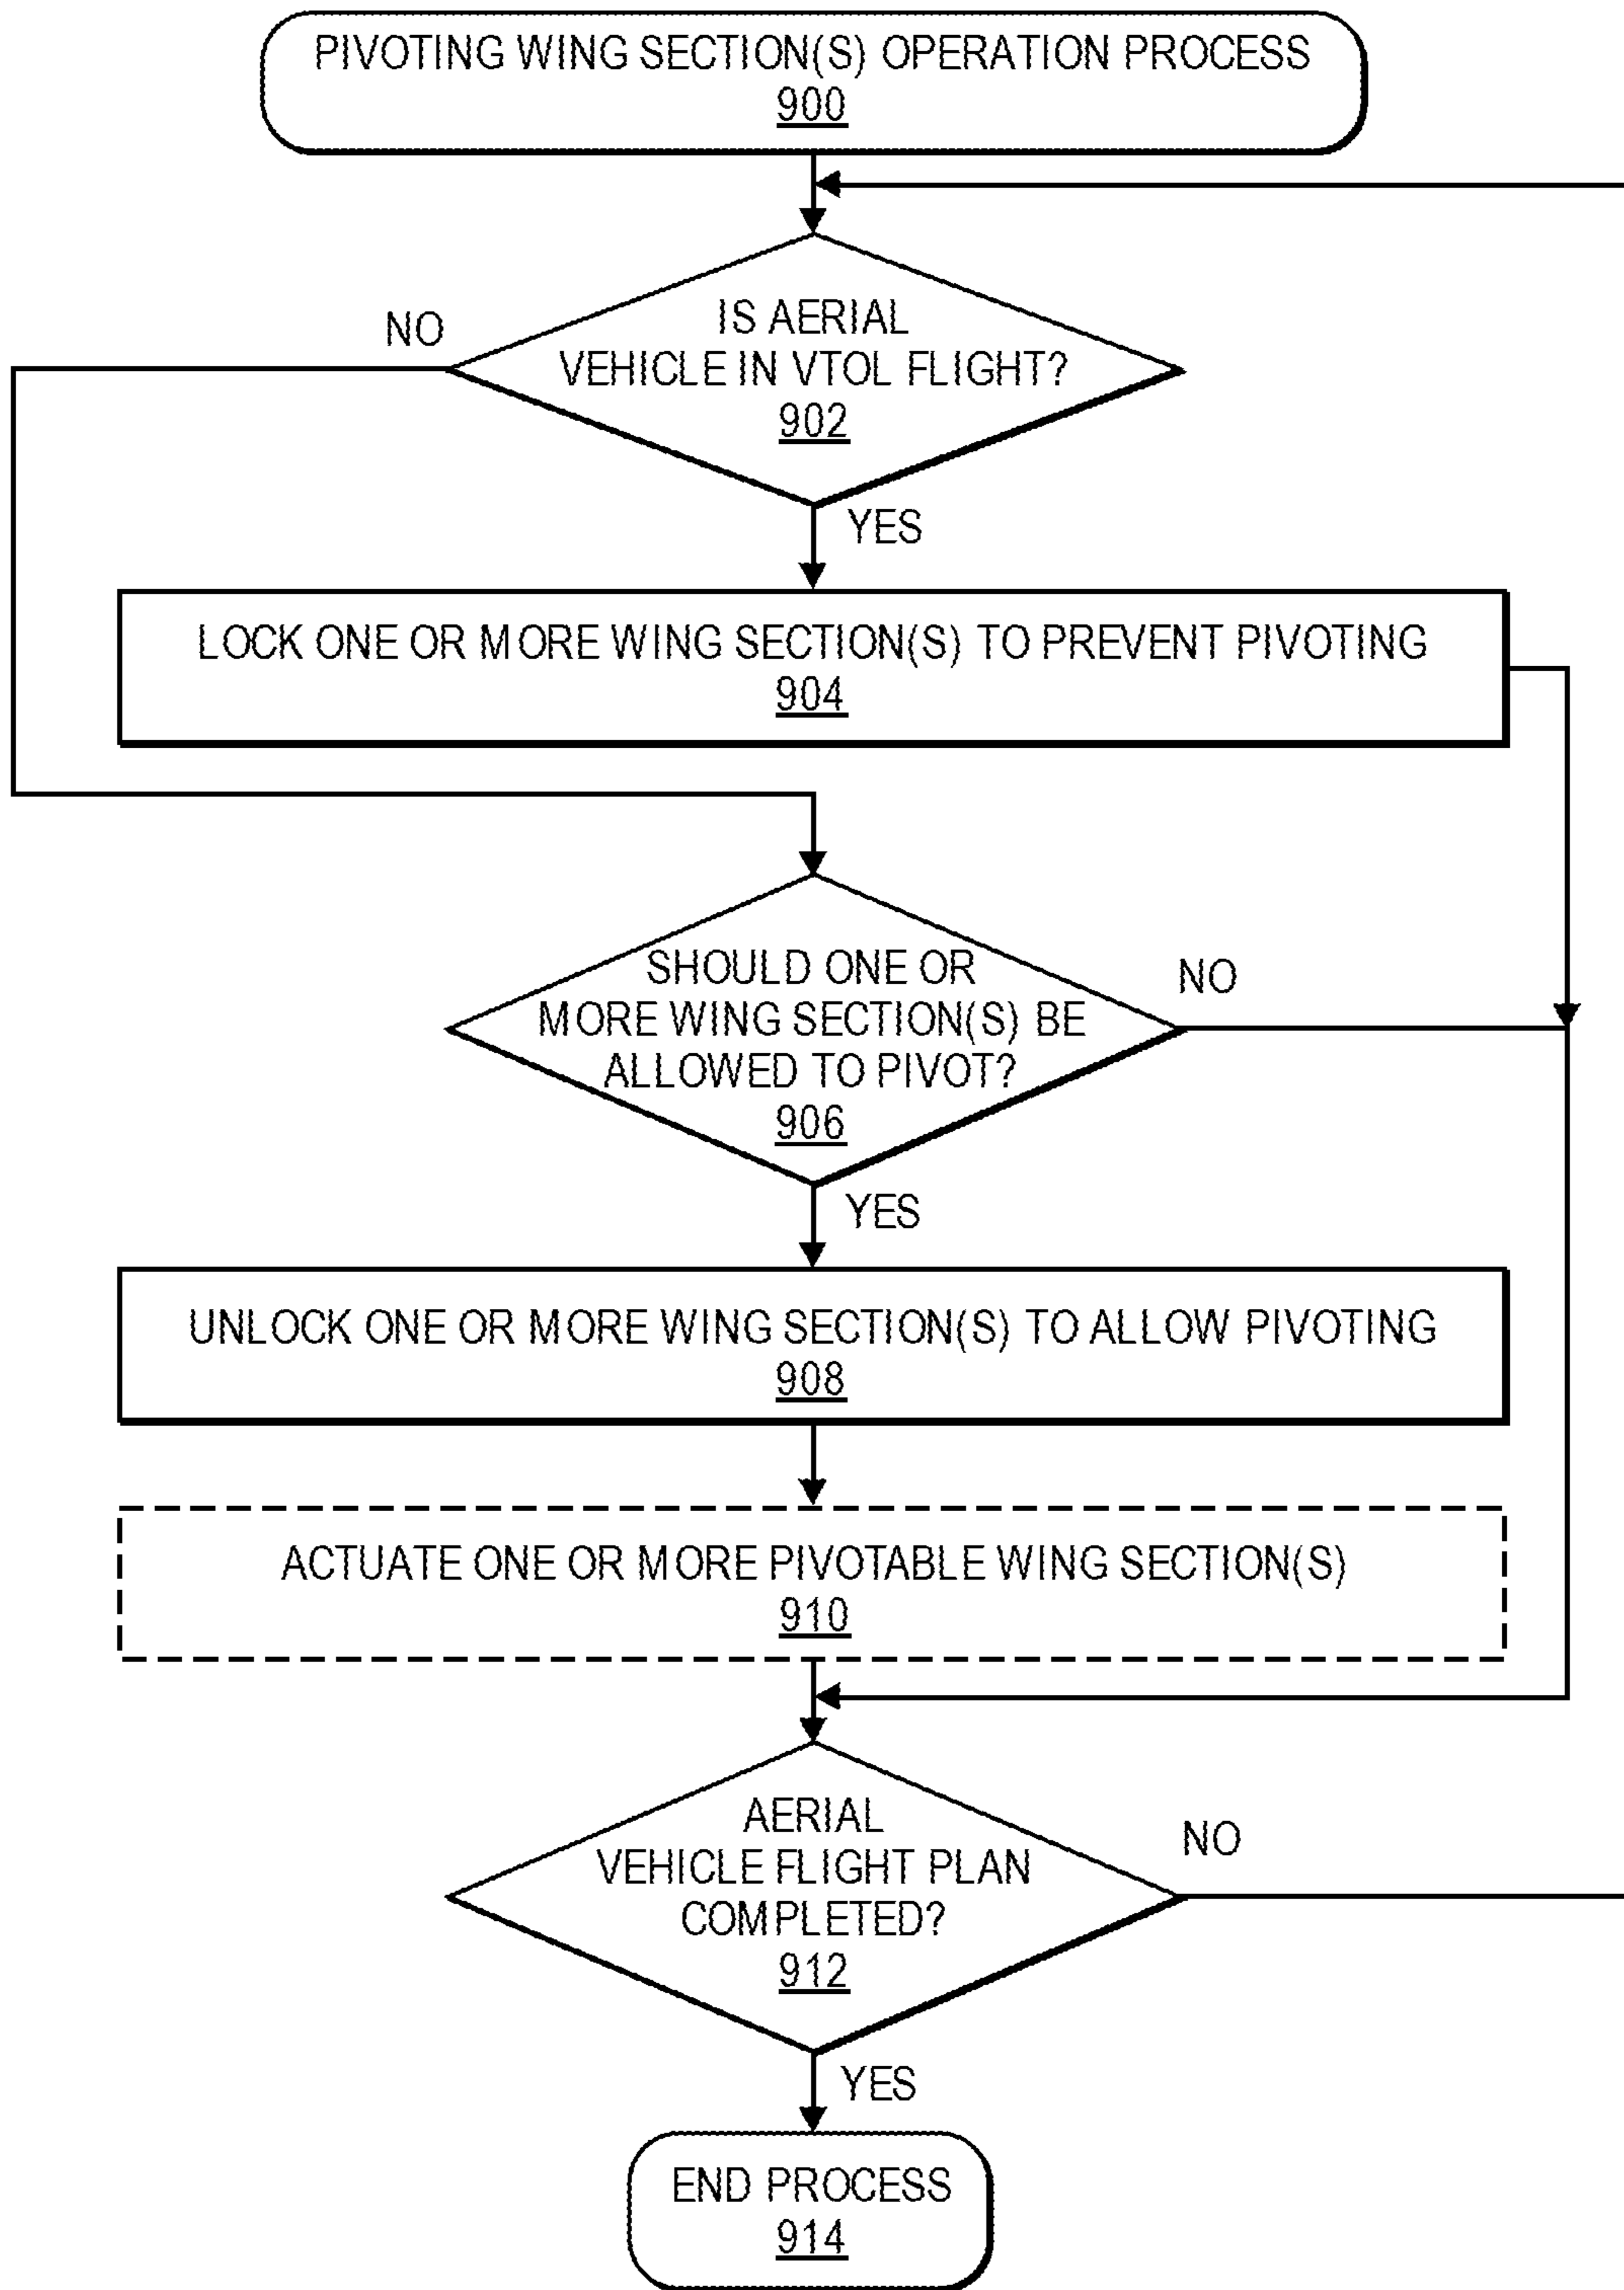 PIVOTING WING SECTION(S) OPERATION PROCESS
900
NO
IS AERIAL
VEHICLE IN VTOL FLIGHT?
902
YES
LOCK ONE OR MORE WING SECTION(S) TO PREVENT PIVOTING
904
SHOULD ONE OR
MORE WING SECTION(S) BE
ALLOWED TO PIVOT?
906
NO
YES
UNLOCK ONE OR MORE WING SECTION(S) TO ALLOW PIVOTING
908
ACTUATE ONE OR MORE PIVOTABLE WING SECTION(S)
910
AERIAL
VEHICLE FLIGHT PLAN
COMPLETED?
912
NO
YES
END PROCESS
914